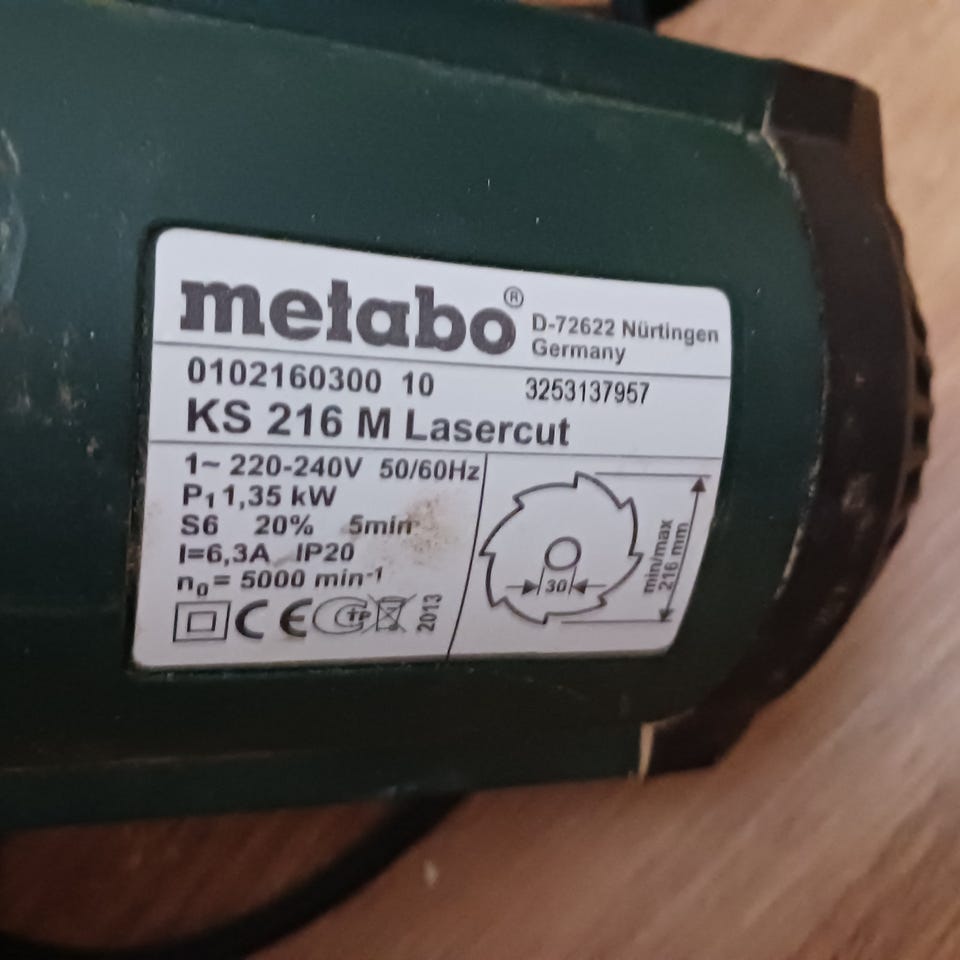 metabo®
D-72622 Nürtingen
Germany
0102160300 10 3253137957
KS 216 M Lasercut
1~ 220-240V 50/60Hz
P₁ 1,35 kW
S6 20% 5min
I=6,3A IP20
n₀= 5000 min⁻¹
CE 2013
30
min/max
216 mm